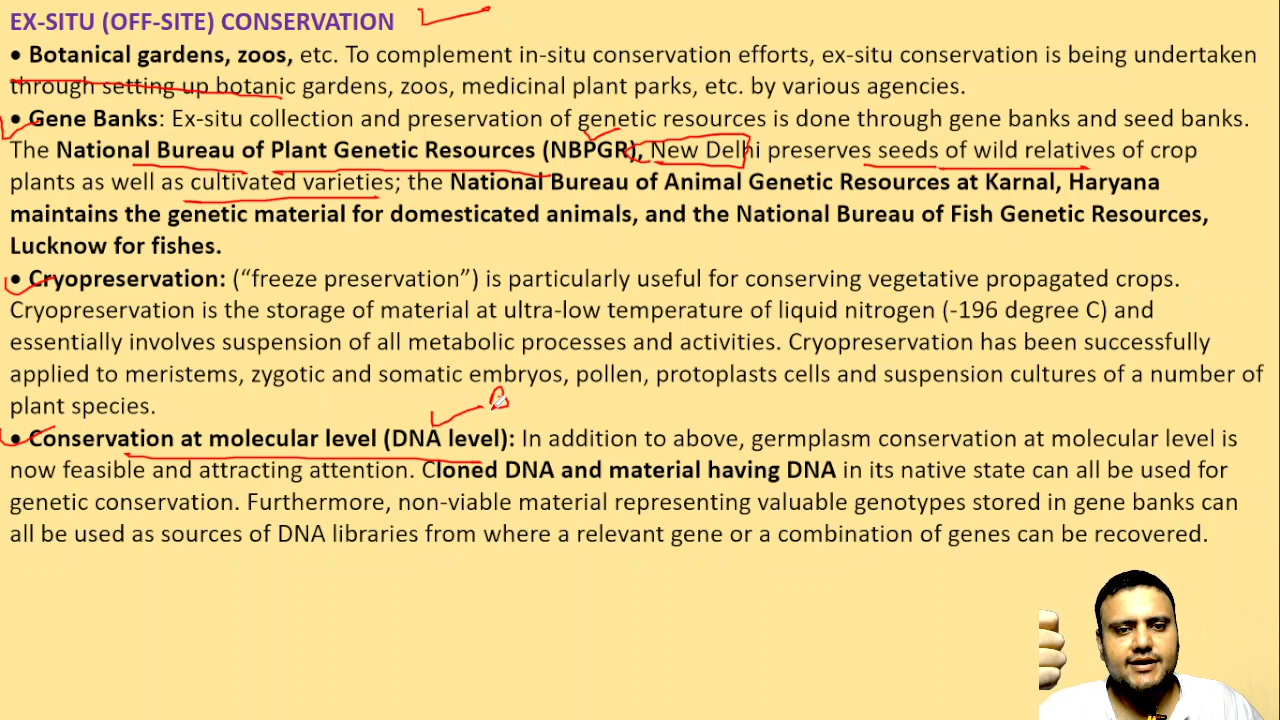 EX-SITU (OFF-SITE) CONSERVATION
• Botanical gardens, zoos, etc. To complement in-situ conservation efforts, ex-situ conservation is being undertaken
through setting up botanic gardens, zoos, medicinal plant parks, etc. by various agencies.
• Gene Banks: Ex-situ collection and preservation of genetic resources is done through gene banks and seed banks.
The National Bureau of Plant Genetic Resources (NBPGR), New Delhi preserves seeds of wild relatives of crop
plants as well as cultivated varieties; the National Bureau of Animal Genetic Resources at Karnal, Haryana
maintains the genetic material for domesticated animals, and the National Bureau of Fish Genetic Resources,
Lucknow for fishes.
• Cryopreservation: (“freeze preservation”) is particularly useful for conserving vegetative propagated crops.
Cryopreservation is the storage of material at ultra-low temperature of liquid nitrogen (-196 degree C) and
essentially involves suspension of all metabolic processes and activities. Cryopreservation has been successfully
applied to meristems, zygotic and somatic embryos, pollen, protoplasts cells and suspension cultures of a number of
plant species.
• Conservation at molecular level (DNA level): In addition to above, germplasm conservation at molecular level is
now feasible and attracting attention. Cloned DNA and material having DNA in its native state can all be used for
genetic conservation. Furthermore, non-viable material representing valuable genotypes stored in gene banks can
all be used as sources of DNA libraries from where a relevant gene or a combination of genes can be recovered.